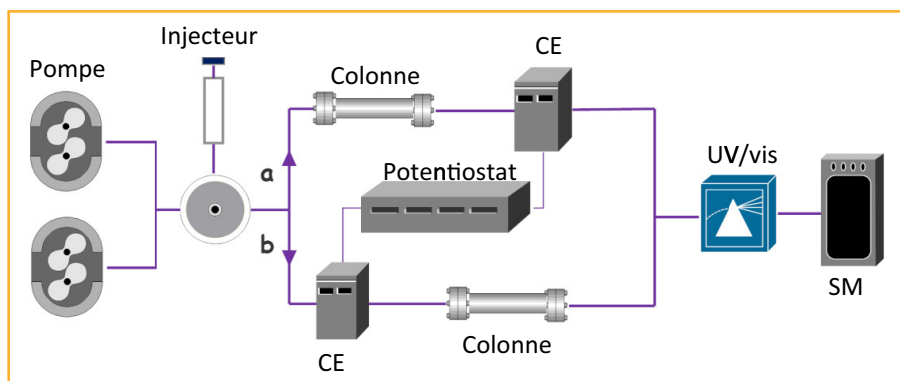 Injecteur
CE
Pompe
Colonne
UV/vis
a
Potentiostat
b
SM
CE
Colonne